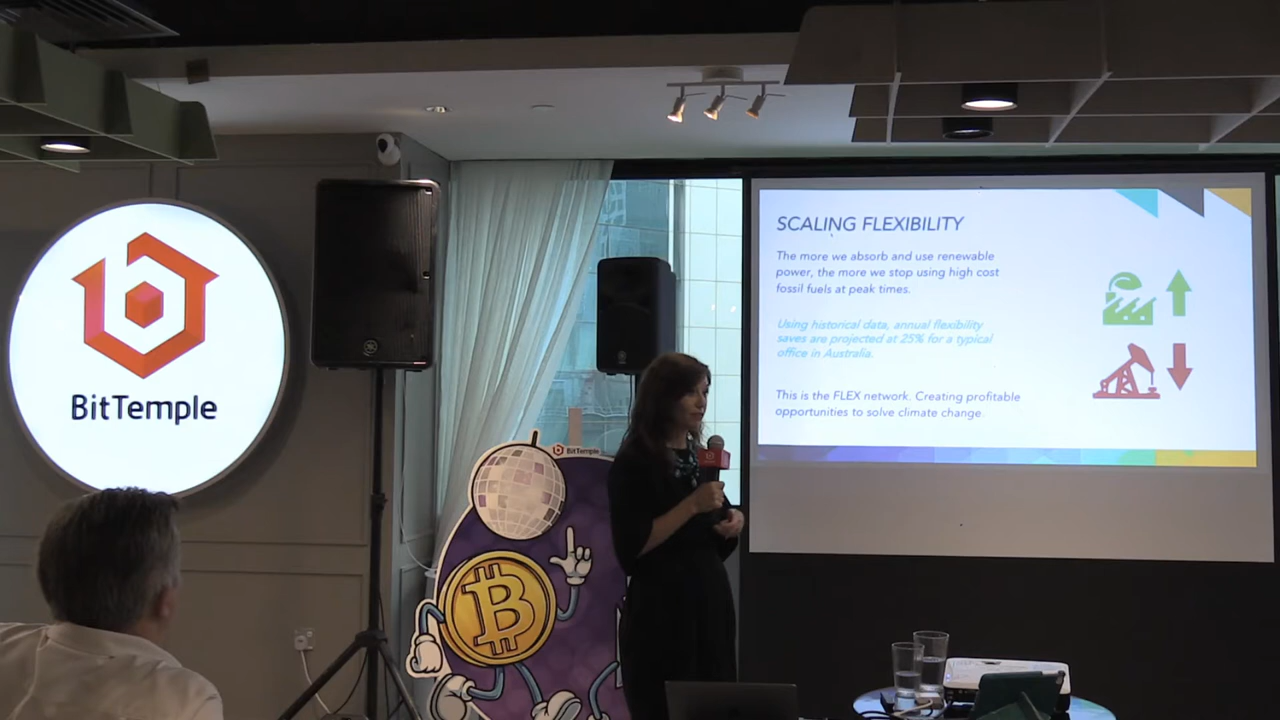 BitTemple
BitTemple
SCALING FLEXIBILITY
The more we absorb and use renewable
power, the more we stop using high cost
fossil fuels at peak times.
Using historical data, annual flexibility
saves are projected at 25% for a typical
office in Australia.
This is the FLEX network. Creating profitable
opportunities to solve climate change.